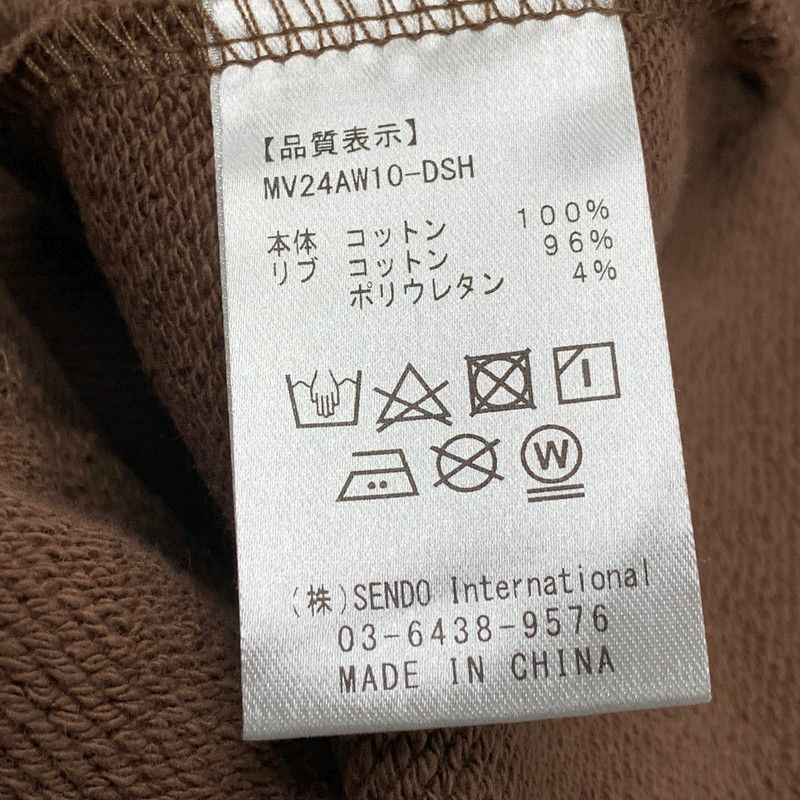 【品質表示】
MV24AW10-DSH
本体 コットン 100%
リブ コットン 96%
ポリウレタン 4%
W
(株)SENDO International
03-6438-9576
MADE IN CHINA